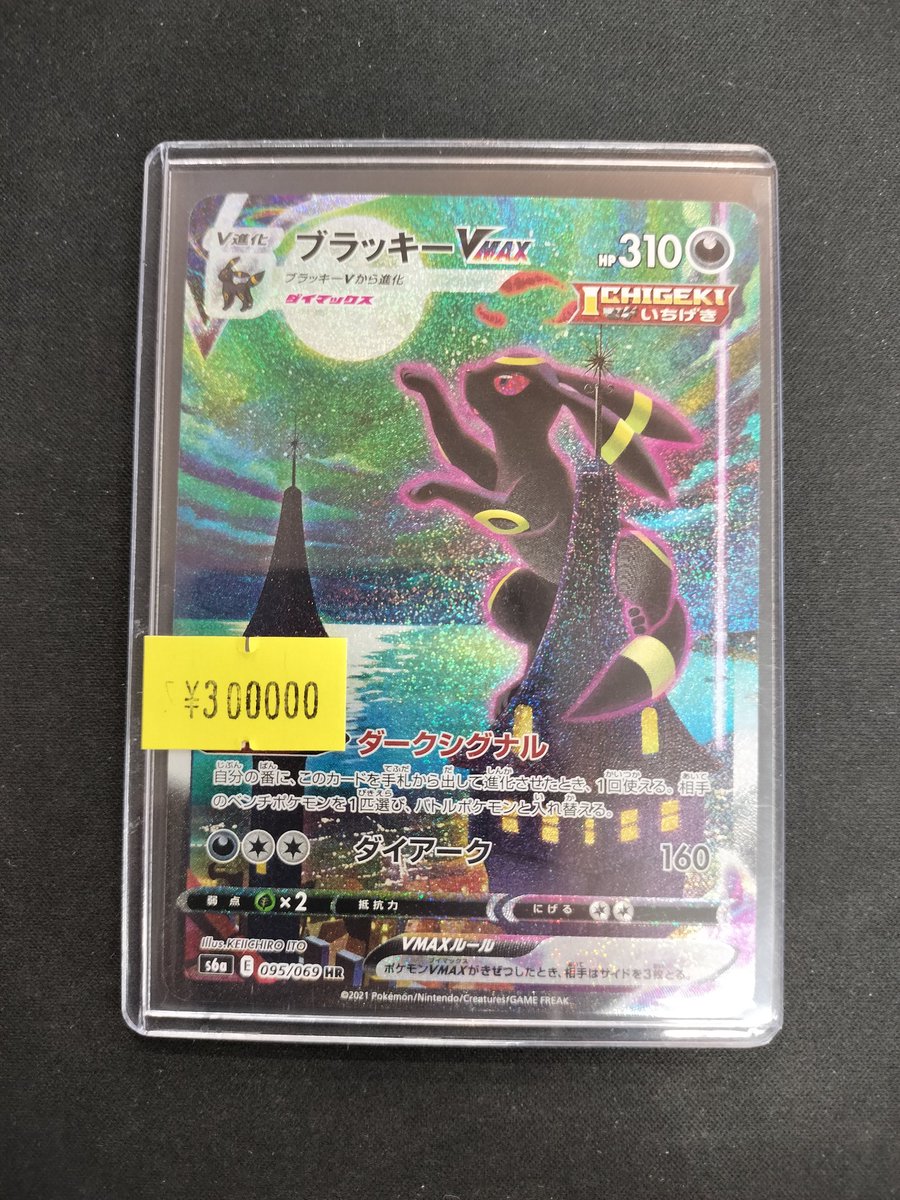 V進化
ブラッキーVMAX
HP310
ブラッキーVから進化
ダイマックス
ICHIGEKI
いちげき
¥300000
ダークシグナル
自分の番に、このカードを手札から出して進化させたとき、1回使える。相手
のベンチポケモンを1匹選び、バトルポケモンと入れ替える。
ダイアーク 160
弱点 ×2 抵抗力 にげる
Illus. KEIICHIRO ITO
VMAXルール
s6a E 095/069 HR
ポケモンVMAXがきぜつしたとき、相手はサイドを3枚とる。
©2021 Pokémon/Nintendo/Creatures/GAME FREAK